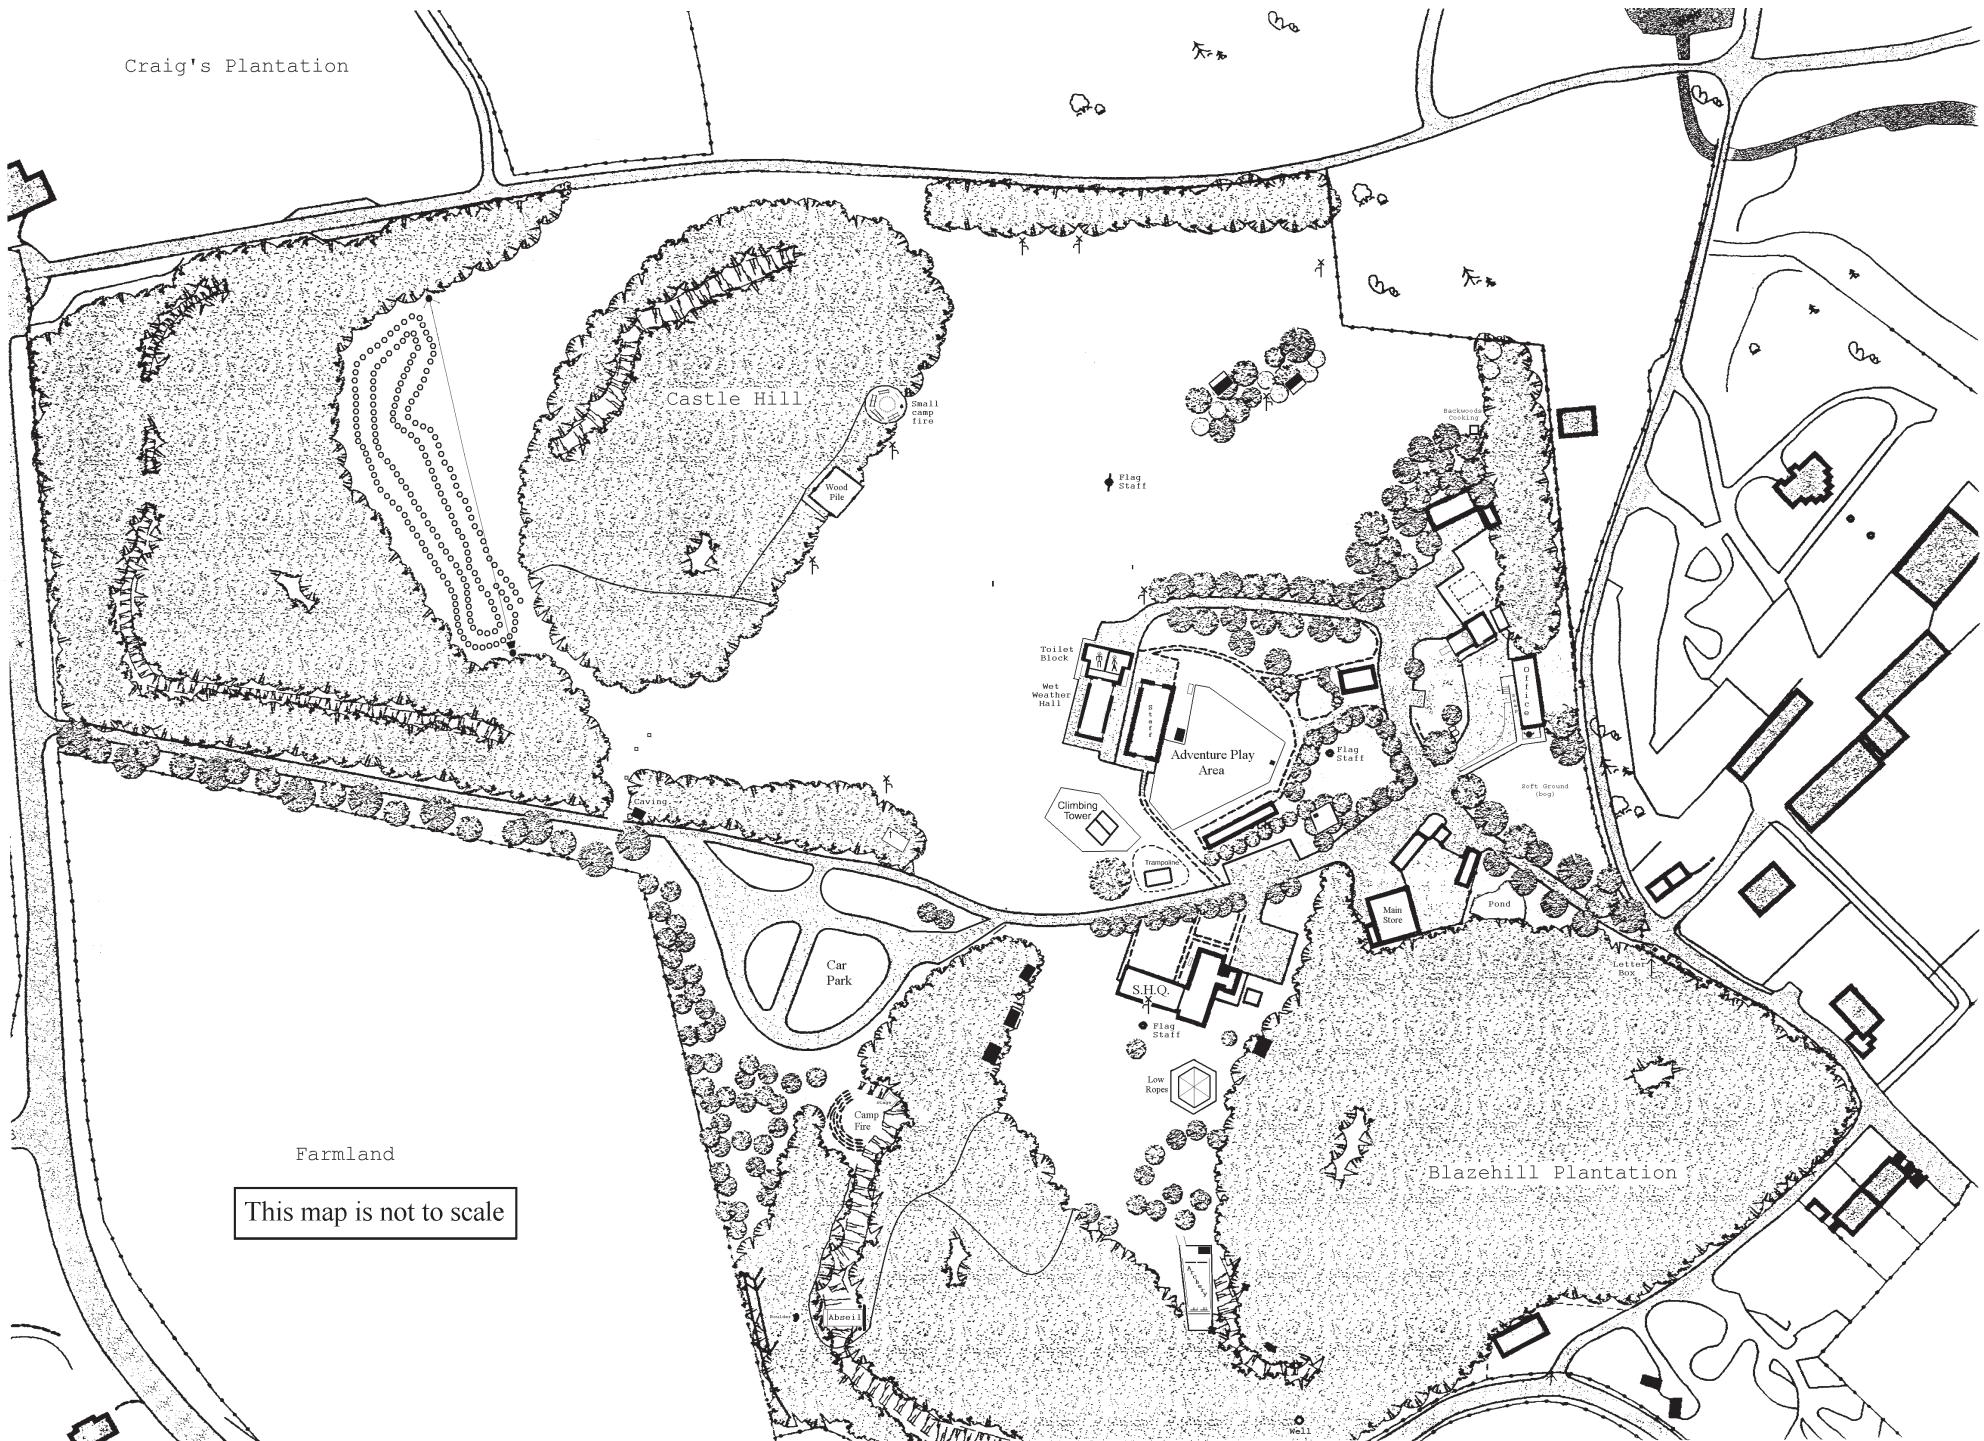 Craig's Plantation
Castle Hill
Small
camp
fire
Wood
Pile
Flag
Staff
Backwoods
Cooking
Toilet
Block
Wet
Weather
Hall
Staff
Office
Adventure Play
Area
Flag
Staff
Soft Ground
(bog)
Caving
Climbing
Tower
Trampoline
Main
Store
Pond
Letter
Box
Car
Park
S.H.Q.
Flag
Staff
Low
Ropes
Stage
Camp
Fire
Farmland
This map is not to scale
Blazehill Plantation
Boulder
Abseil
Well